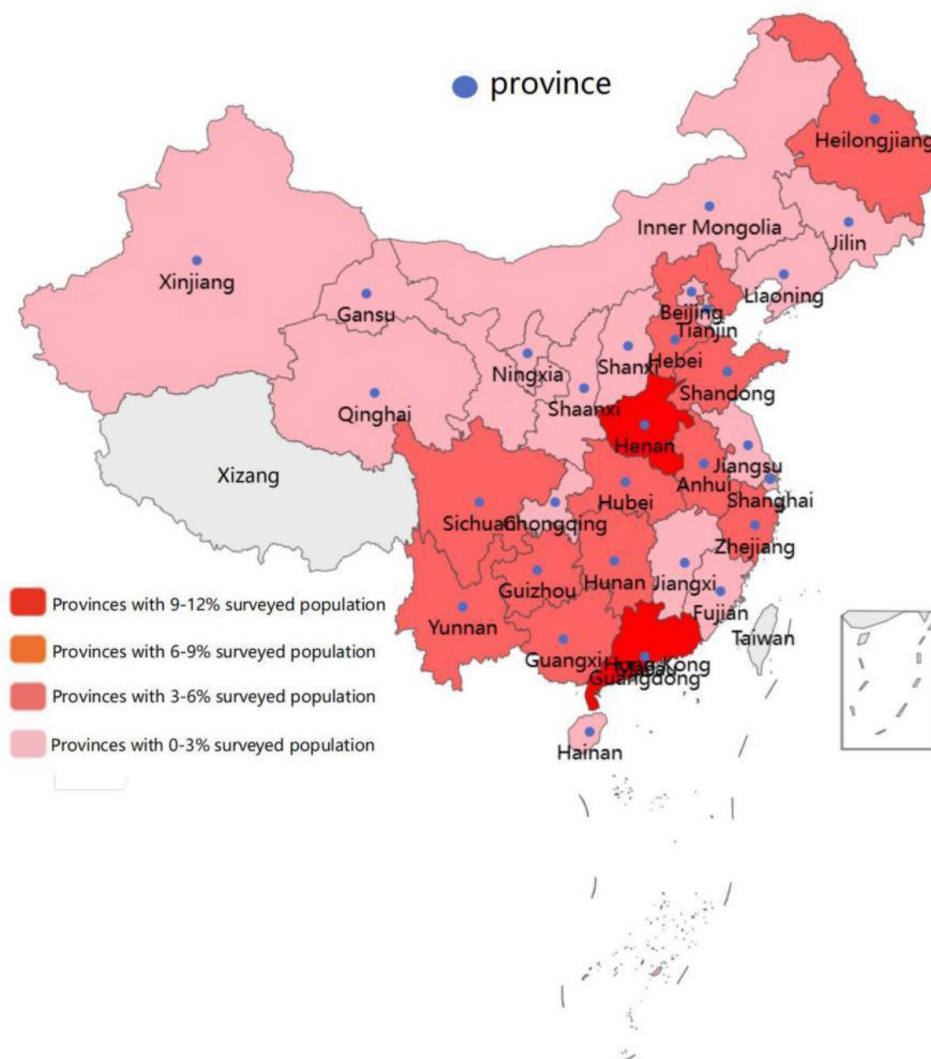 province
Heilongjiang
Inner Mongolia
Jilin
Xinjiang
Liaoning
Gansu
Beijing
Tianjin
Hebei
Shanxi
Ningxia
Shandong
Shaanxi
Qinghai
Henan
Jiangsu
Xizang
Anhui
Shanghai
Hubei
Sichuan
Chongqing
Zhejiang
Guizhou
Hunan
Jiangxi
Provinces with 9-12% surveyed population
Fujian
Yunnan
Taiwan
Provinces with 6-9% surveyed population
Guangxi
Hong Kong
Guangdong
Provinces with 3-6% surveyed population
Provinces with 0-3% surveyed population
Hainan